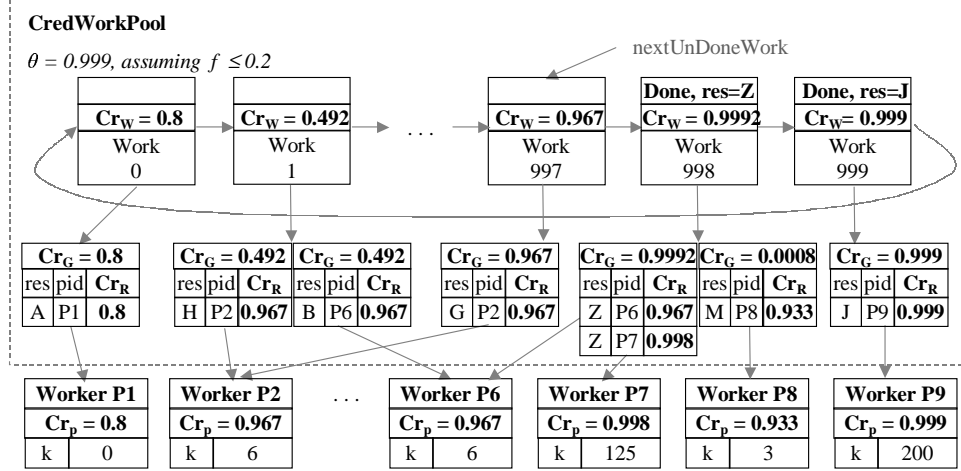 CredWorkPool
θ = 0.999, assuming f ≤ 0.2
nextUnDoneWork
Done, res=Z Done, res=J
Cr_W = 0.8 Cr_W = 0.492 . . . Cr_W = 0.967 Cr_W = 0.9992 Cr_W= 0.999
Work Work Work Work Work
0 1 997 998 999
Cr_G = 0.8 Cr_G = 0.492 Cr_G = 0.492 Cr_G = 0.967 Cr_G = 0.9992 Cr_G = 0.0008 Cr_G = 0.999
res pid Cr_R res pid Cr_R res pid Cr_R res pid Cr_R res pid Cr_R res pid Cr_R res pid Cr_R
A P1 0.8 H P2 0.967 B P6 0.967 G P2 0.967 Z P6 0.967 M P8 0.933 J P9 0.999
Z P7 0.998
Worker P1 Worker P2 . . . Worker P6 Worker P7 Worker P8 Worker P9
Cr_p = 0.8 Cr_p = 0.967 Cr_p = 0.967 Cr_p = 0.998 Cr_p = 0.933 Cr_p = 0.999
k 0 k 6 k 6 k 125 k 3 k 200